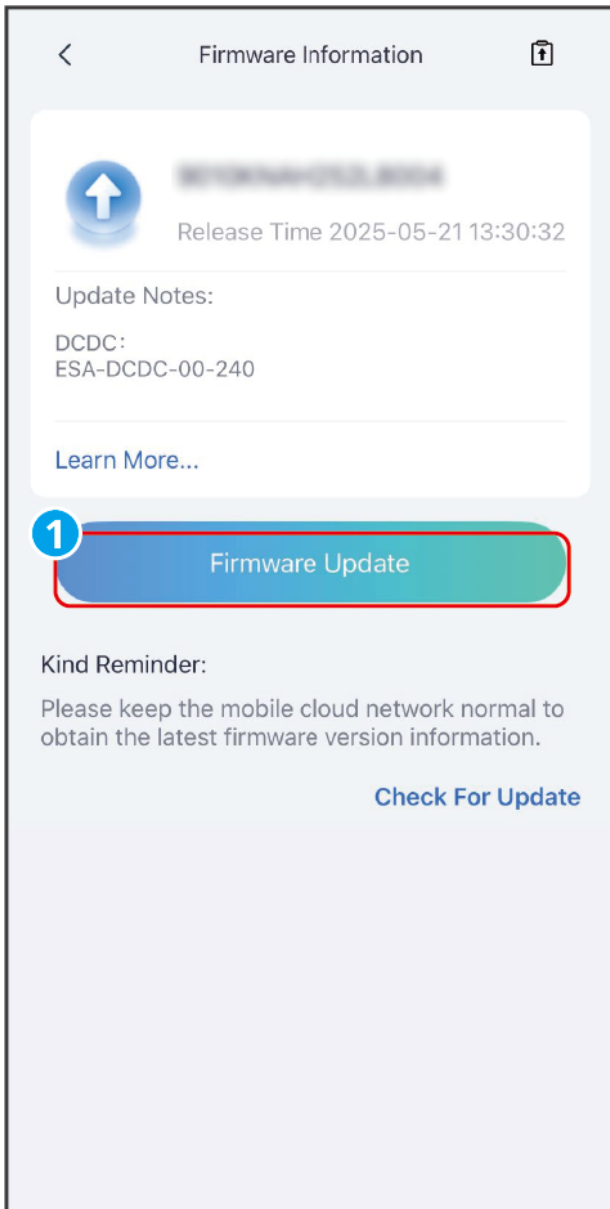 Firmware Information
Release Time 2025-05-21 13:30:32
Update Notes:
DCDC:
ESA-DCDC-00-240
Learn More...
1
Firmware Update
Kind Reminder:
Please keep the mobile cloud network normal to
obtain the latest firmware version information.
Check For Update